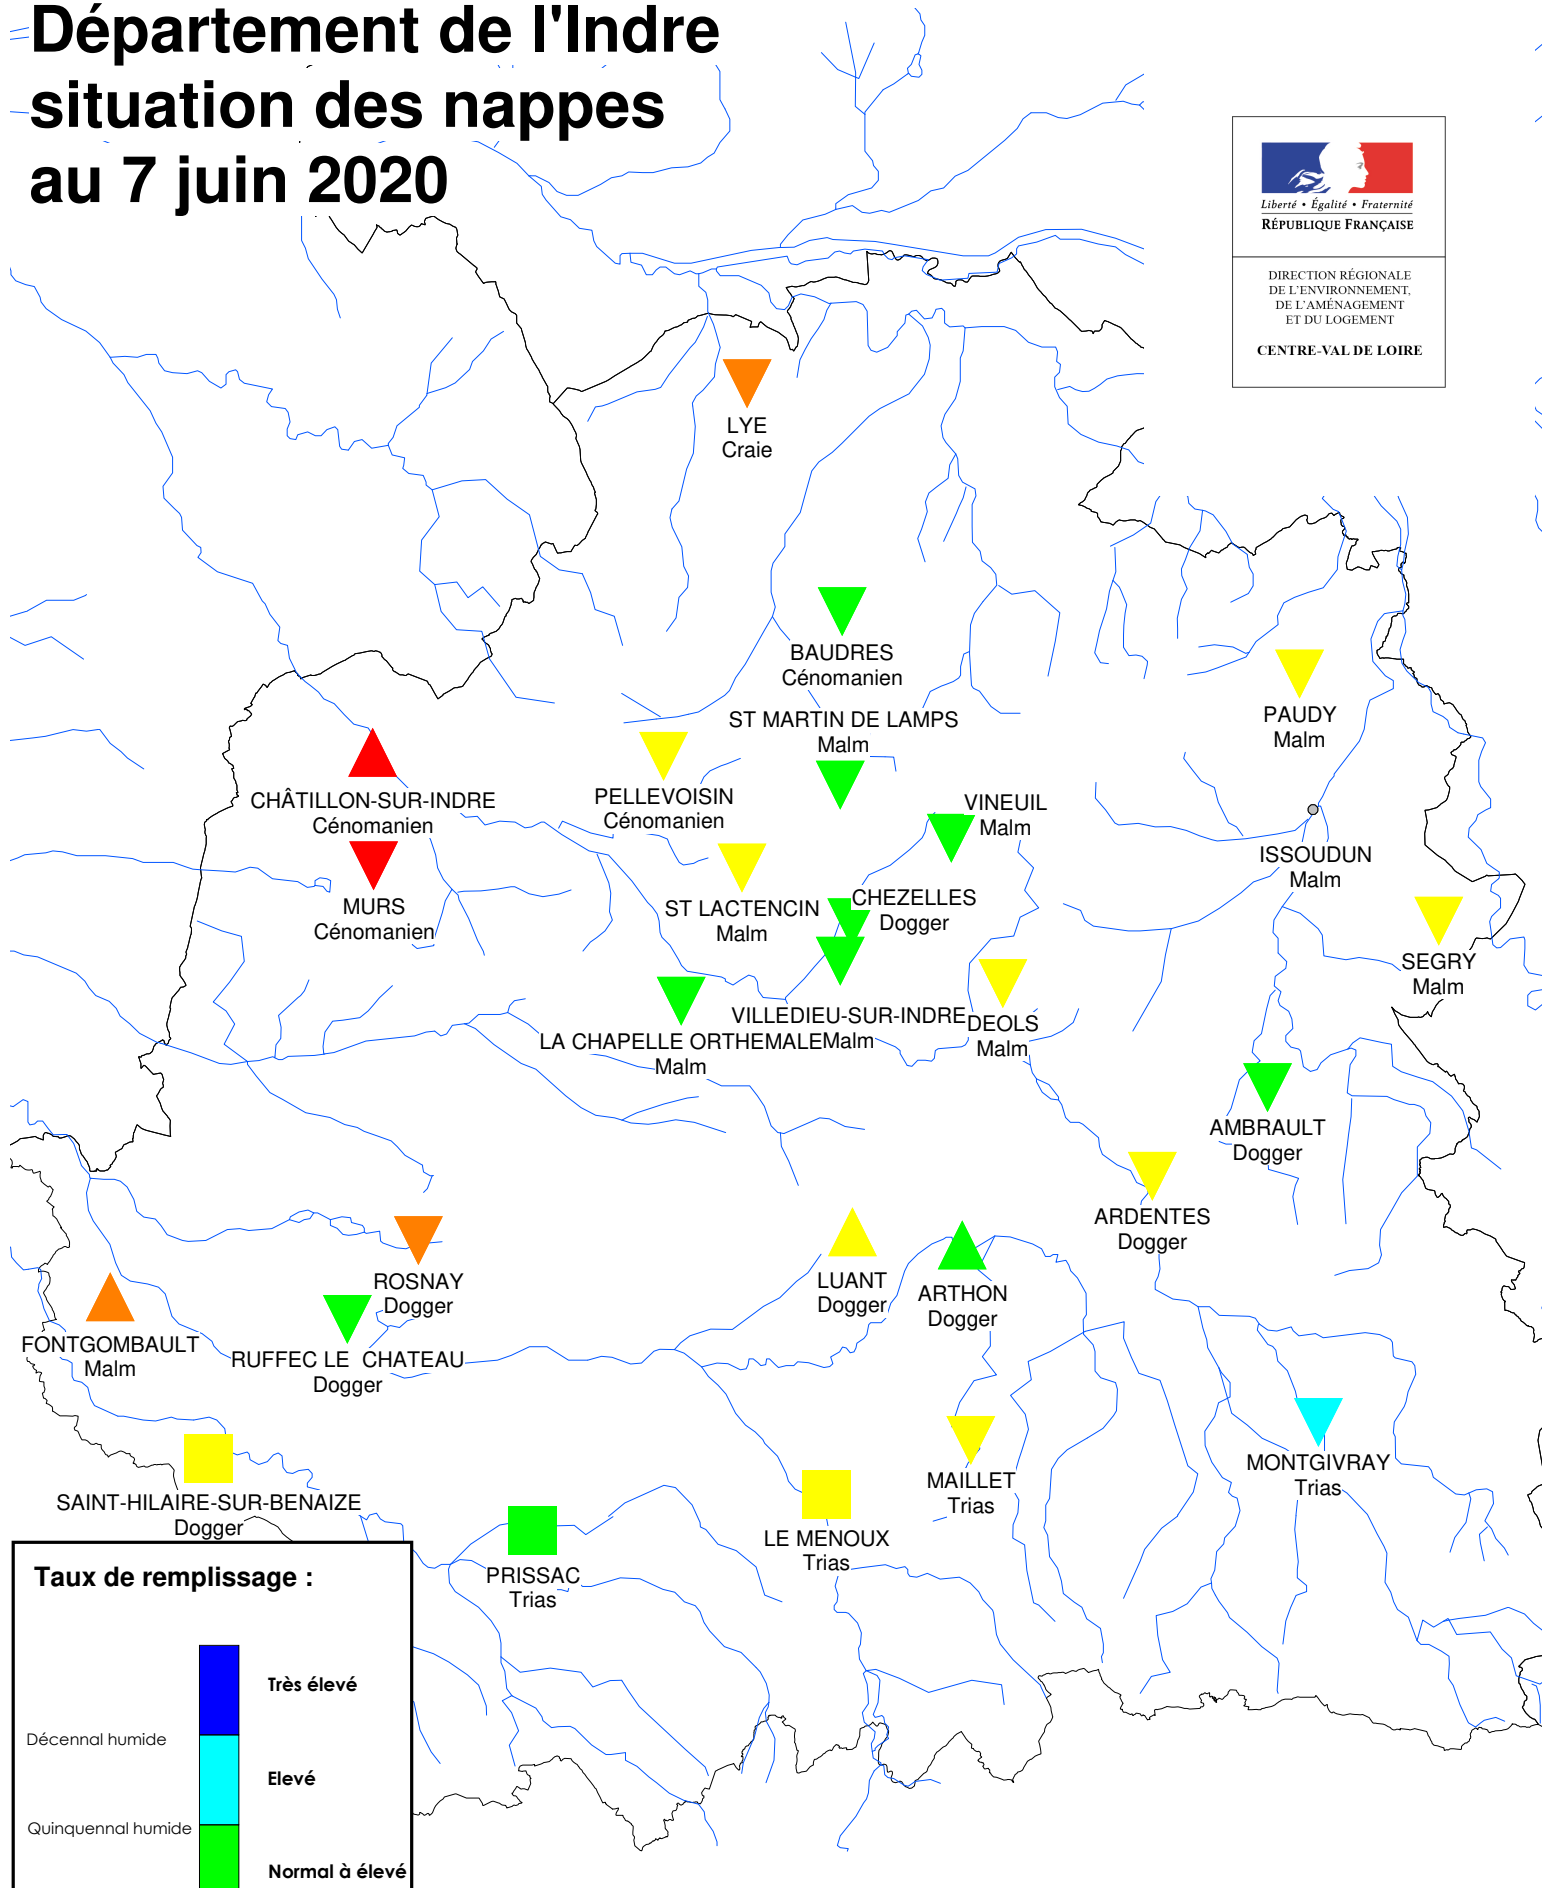 Département de l'Indre
situation des nappes
au 7 juin 2020
Liberté • Égalité • Fraternité
RÉPUBLIQUE FRANÇAISE
DIRECTION RÉGIONALE
DE L'ENVIRONNEMENT,
DE L'AMÉNAGEMENT
ET DU LOGEMENT
CENTRE-VAL DE LOIRE
LYE
Craie
BAUDRES
Cénomanien
ST MARTIN DE LAMPS
Malm
PAUDY
Malm
CHÂTILLON-SUR-INDRE
Cénomanien
PELLEVOISIN
Cénomanien
VINEUIL
Malm
ISSOUDUN
Malm
MURS
Cénomanien
ST LACTENCIN
Malm
CHEZELLES
Dogger
SEGRY
Malm
VILLEDIEU-SUR-INDRE
Malm
DEOLS
Malm
LA CHAPELLE ORTHEMALE
Malm
AMBRAULT
Dogger
ARDENTES
Dogger
ROSNAY
Dogger
LUANT
Dogger
ARTHON
Dogger
FONTGOMBAULT
Malm
RUFFEC LE CHATEAU
Dogger
MAILLET
Trias
MONTGIVRAY
Trias
SAINT-HILAIRE-SUR-BENAIZE
Dogger
LE MENOUX
Trias
PRISSAC
Trias
Taux de remplissage :
Très élevé
Décennal humide
Elevé
Quinquennal humide
Normal à élevé